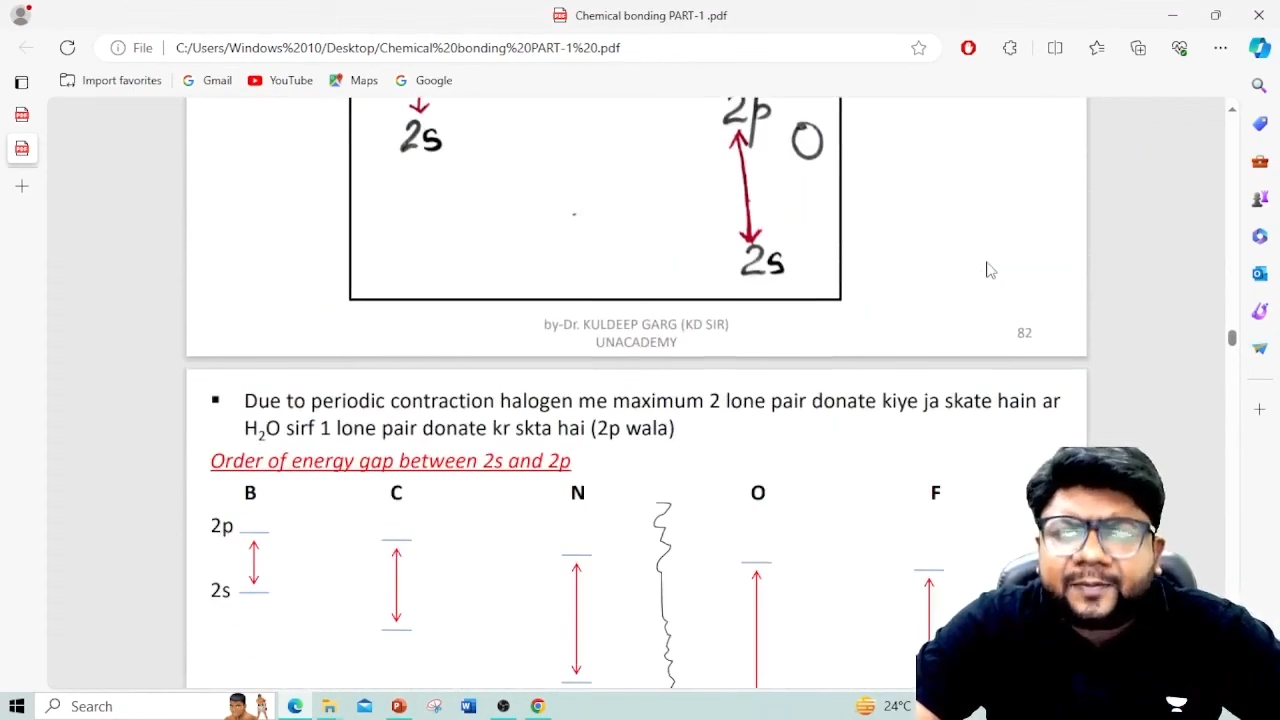 Chemical bonding PART-1 .pdf
File
C:/Users/Windows%2010/Desktop/Chemical%20bonding%20PART-1%20.pdf
Import favorites
Gmail
YouTube
Maps
Google
2s
2p
O
2s
by-Dr. KULDEEP GARG (KD SIR)
UNACADEMY
82
▪ Due to periodic contraction halogen me maximum 2 lone pair donate kiye ja skate hain ar
H₂O sirf 1 lone pair donate kr skta hai (2p wala)
Order of energy gap between 2s and 2p
B C N O F
2p
2s
Search
24°C